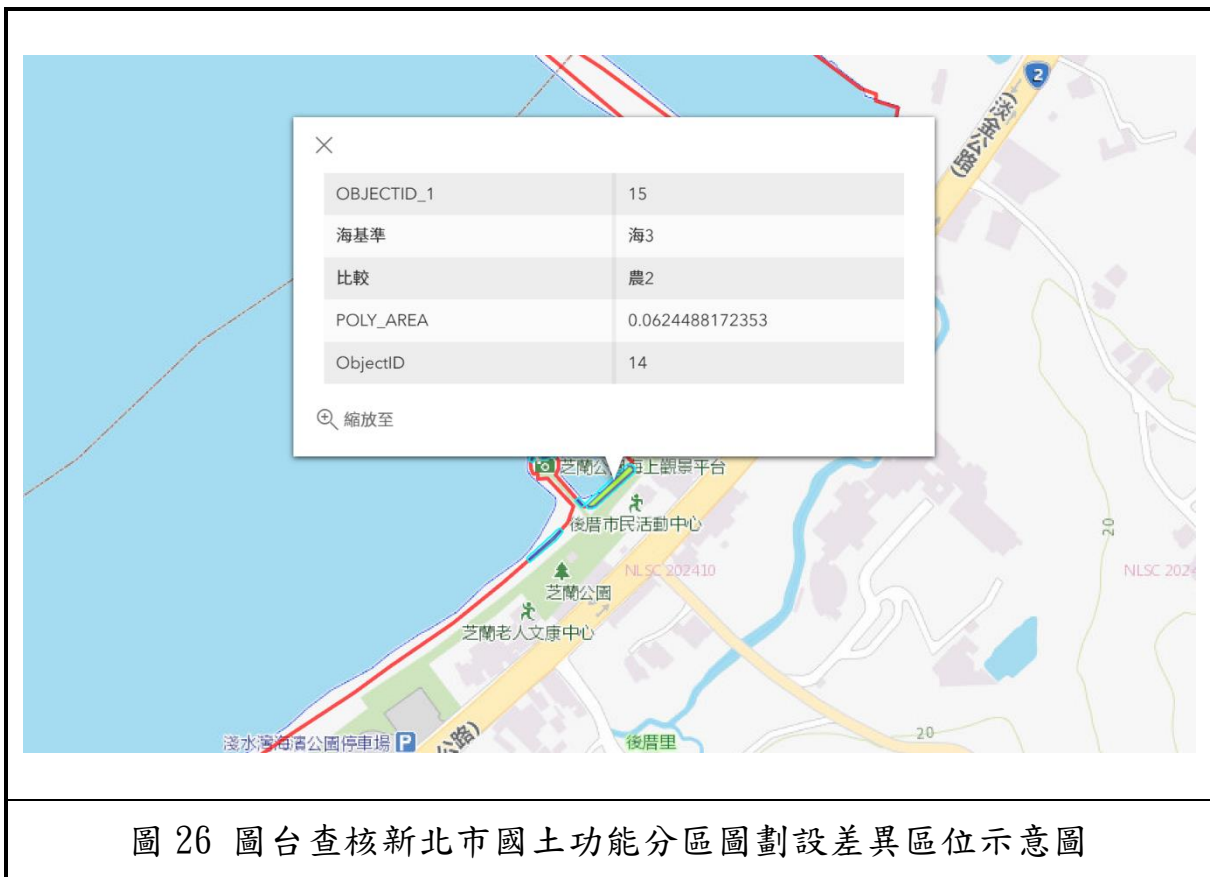 2
(淡金公路)
OBJECTID_1 15
海基準 海3
比較 農2
POLY_AREA 0.0624488172353
ObjectID 14
縮放至
芝蘭公 海上觀景平台
後厝市民活動中心
20
NLSC 202410
NLSC 202
芝蘭公園
芝蘭老人文康中心
淺水灣海濱公園停車場 P
公路)
後厝里
20
圖 26 圖台查核新北市國土功能分區圖劃設差異區位示意圖